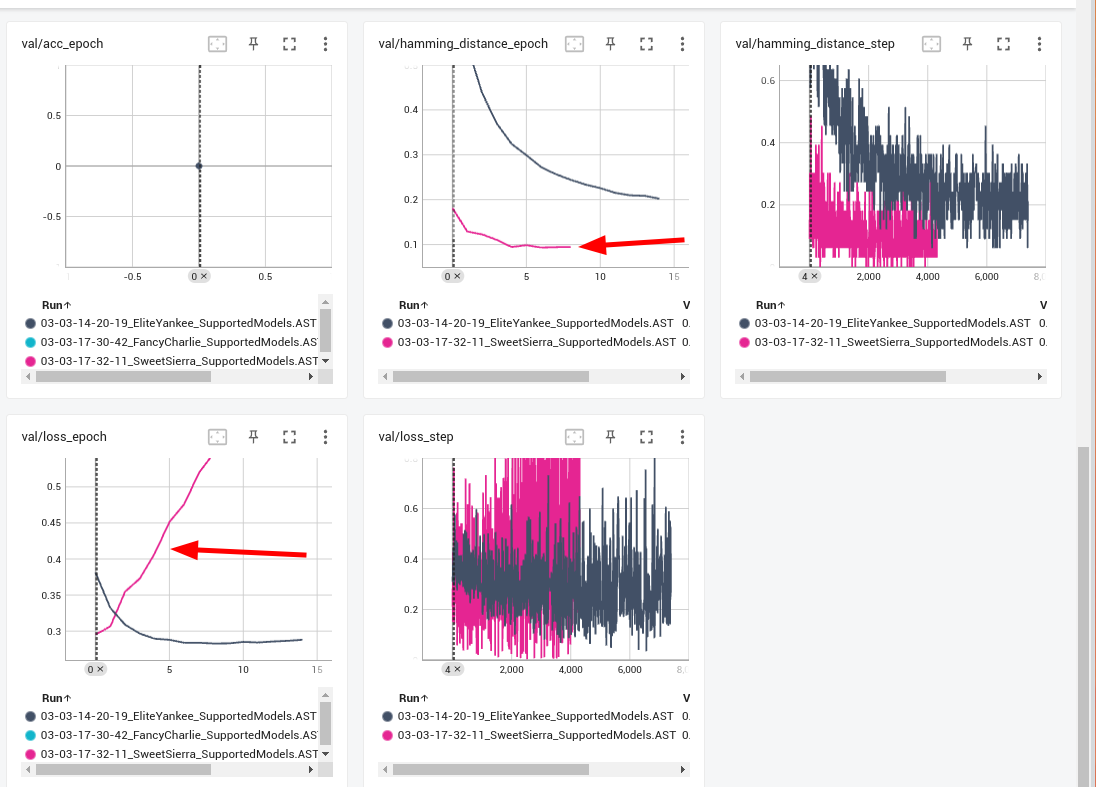 val/acc_epoch
0.5
0
-0.5
-0.5
0 ×
0.5
Run↑
03-03-14-20-19_EliteYankee_SupportedModels.AST
03-03-17-30-42_FancyCharlie_SupportedModels.AS
03-03-17-32-11_SweetSierra_SupportedModels.AST
val/hamming_distance_epoch
0.4
0.3
0.2
0.1
0 ×
5
10
15
Run↑ V
03-03-14-20-19_EliteYankee_SupportedModels.AST 0.
03-03-17-32-11_SweetSierra_SupportedModels.AST 0.
val/hamming_distance_step
0.6
0.4
0.2
4 ×
2,000
4,000
6,000
8,
Run↑ V
03-03-14-20-19_EliteYankee_SupportedModels.AST 0.
03-03-17-32-11_SweetSierra_SupportedModels.AST 0.
val/loss_epoch
0.5
0.45
0.4
0.35
0.3
0 ×
5
10
15
Run↑
03-03-14-20-19_EliteYankee_SupportedModels.AST
03-03-17-30-42_FancyCharlie_SupportedModels.AS
03-03-17-32-11_SweetSierra_SupportedModels.AST
val/loss_step
0.6
0.4
0.2
4 ×
2,000
4,000
6,000
8,
Run↑ V
03-03-14-20-19_EliteYankee_SupportedModels.AST 0.
03-03-17-32-11_SweetSierra_SupportedModels.AST 0.